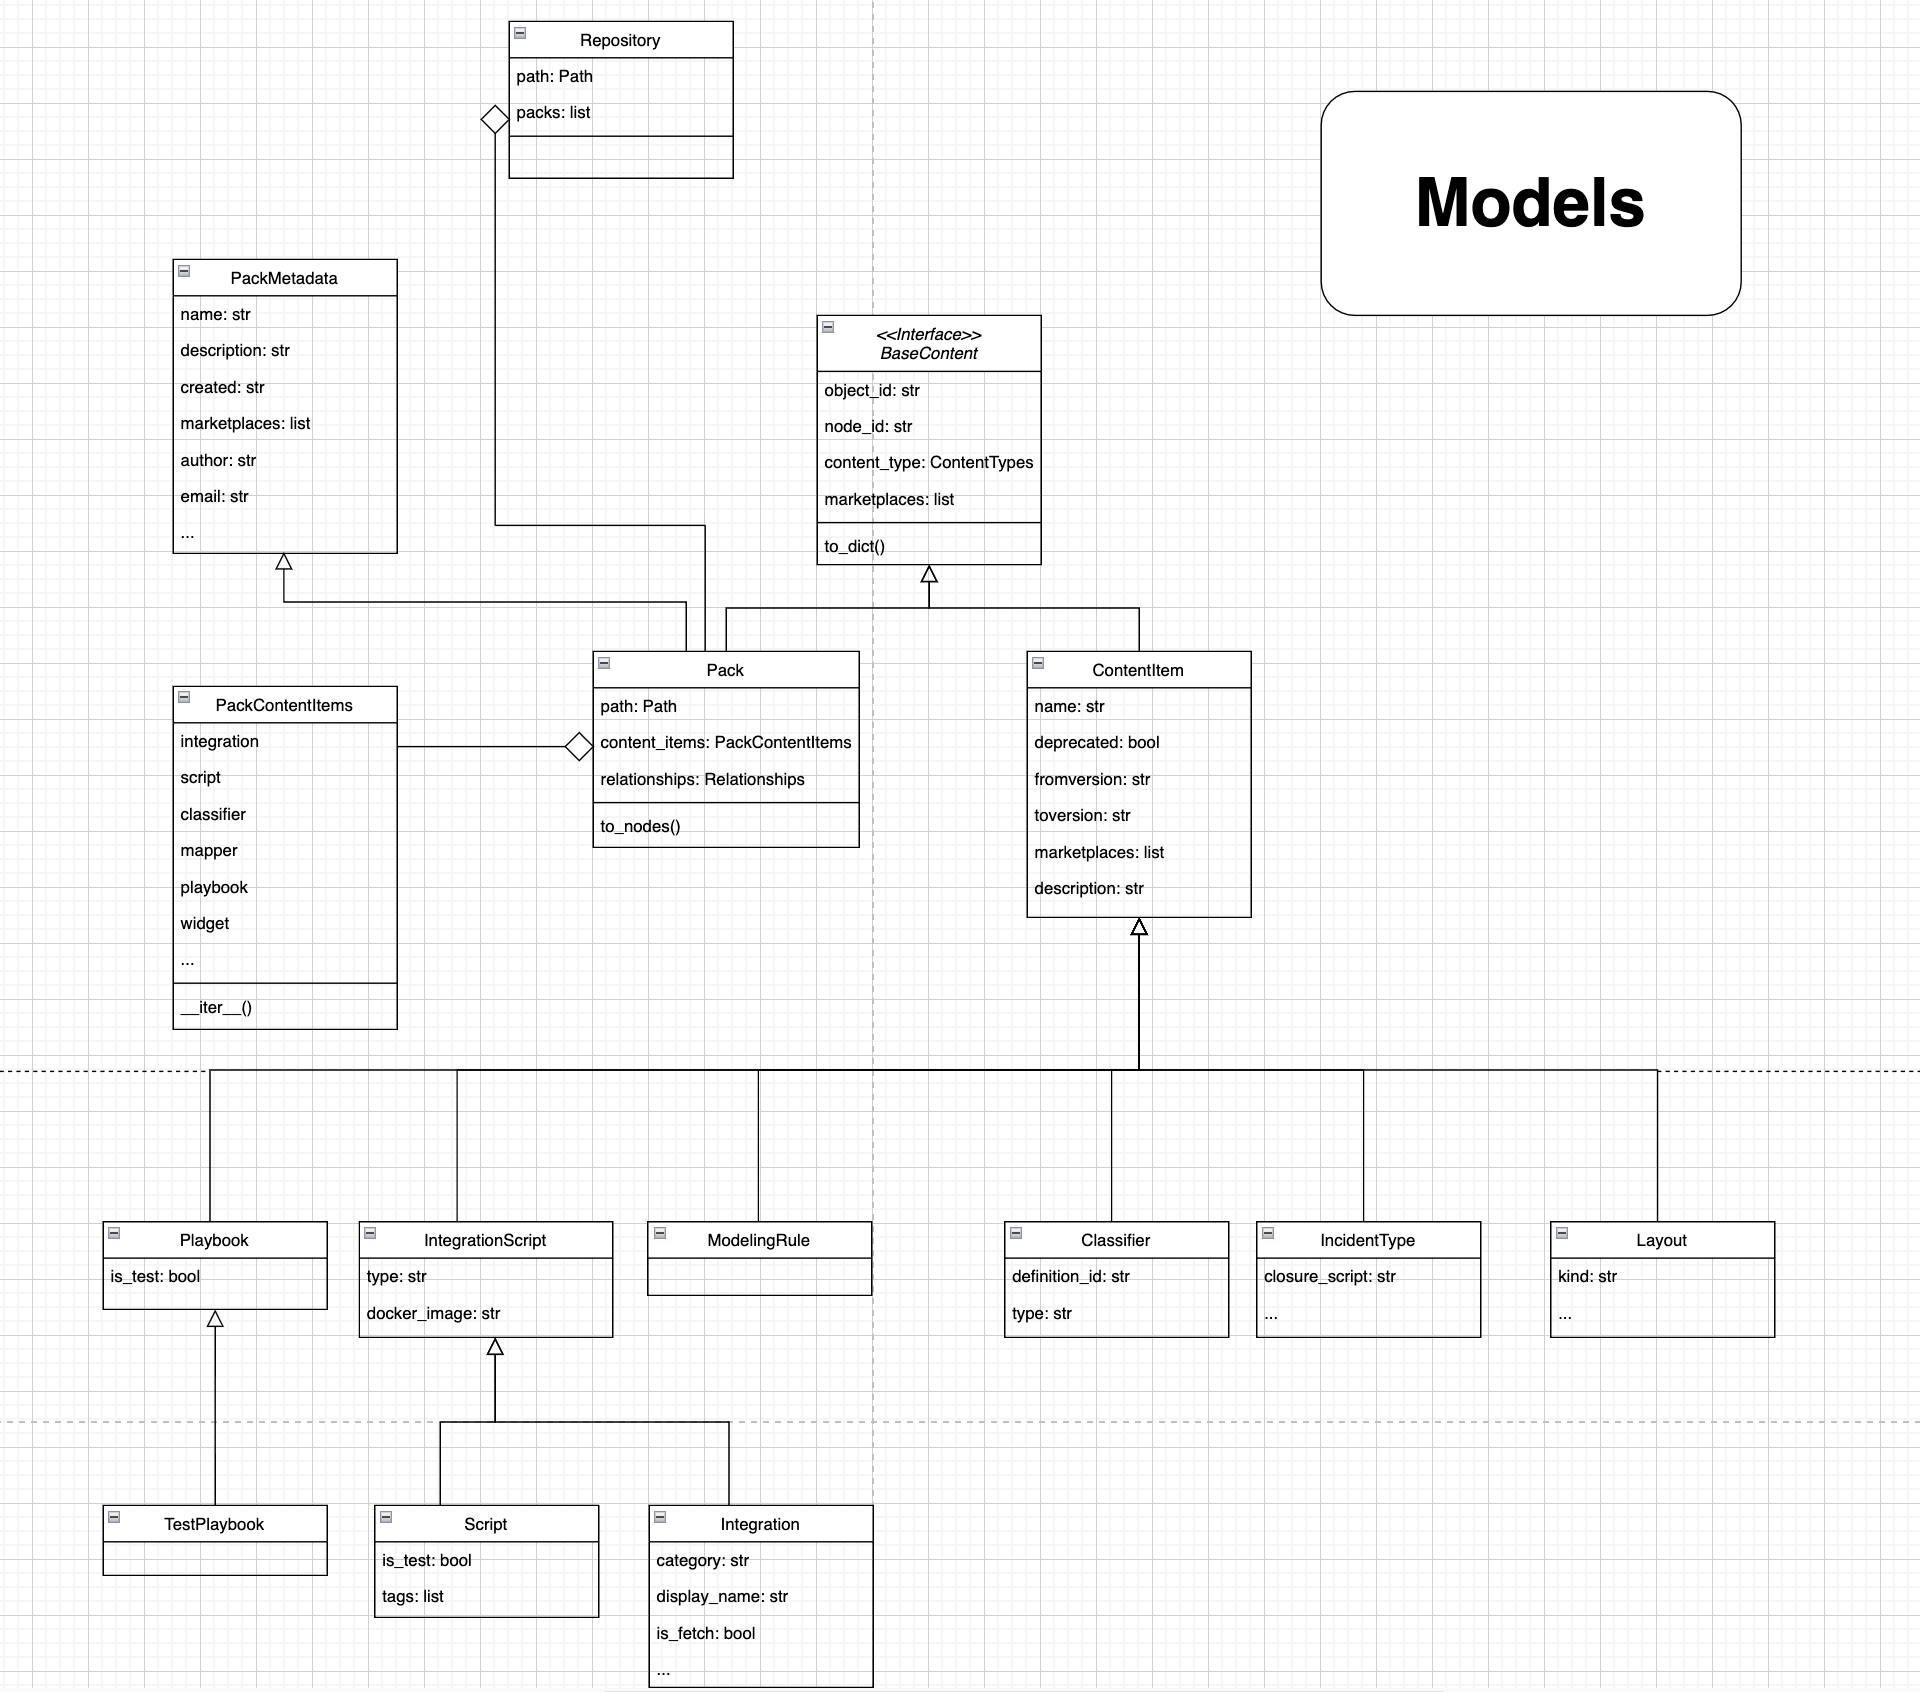 Repository
path: Path
packs: list
Models
PackMetadata
name: str
description: str
created: str
marketplaces: list
author: str
email: str
...
<<Interface>>
BaseContent
object_id: str
node_id: str
content_type: ContentTypes
marketplaces: list
to_dict()
PackContentItems
integration
script
classifier
mapper
playbook
widget
...
__iter__()
Pack
path: Path
content_items: PackContentItems
relationships: Relationships
to_nodes()
ContentItem
name: str
deprecated: bool
fromversion: str
toversion: str
marketplaces: list
description: str
Playbook
is_test: bool
IntegrationScript
type: str
docker_image: str
ModelingRule
Classifier
definition_id: str
type: str
IncidentType
closure_script: str
...
Layout
kind: str
...
TestPlaybook
Script
is_test: bool
tags: list
Integration
category: str
display_name: str
is_fetch: bool
...